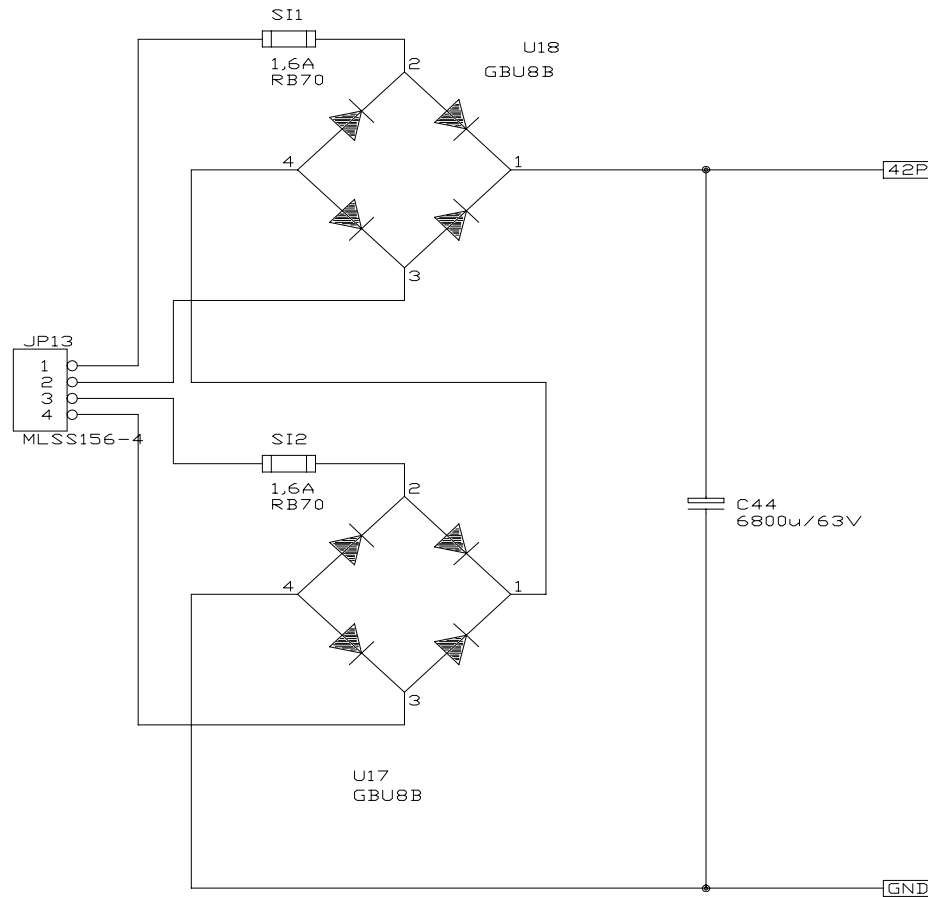 SI1
1,6A
RB70
U18
GBU8B
2
4
1
3
42P
JP13
1
2
3
4
MLSS156-4
SI2
1,6A
RB70
2
4
1
3
C44
6800u/63V
U17
GBU8B
GND